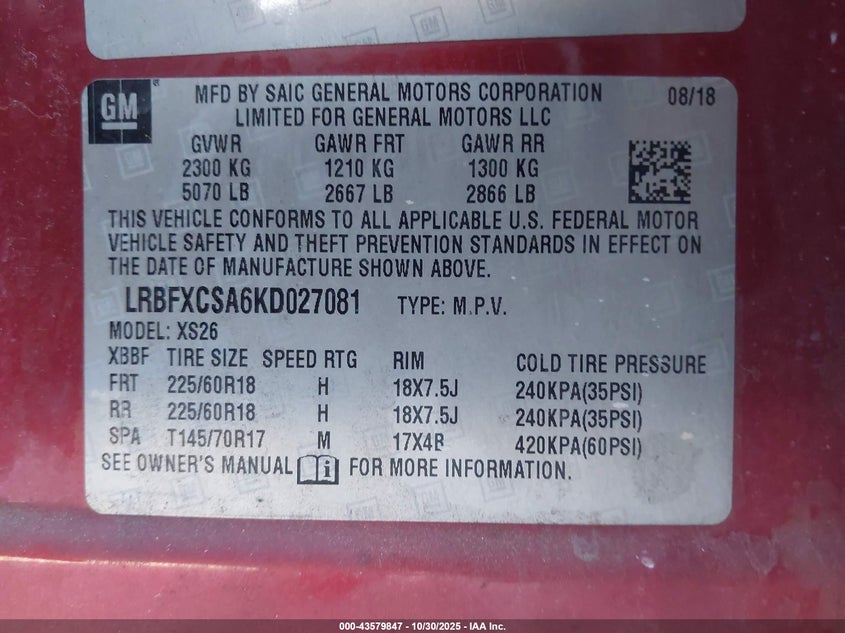 GM
MFD BY SAIC GENERAL MOTORS CORPORATION 08/18
LIMITED FOR GENERAL MOTORS LLC
GVWR GAWR FRT GAWR RR
2300 KG 1210 KG 1300 KG
5070 LB 2667 LB 2866 LB
THIS VEHICLE CONFORMS TO ALL APPLICABLE U.S. FEDERAL MOTOR
VEHICLE SAFETY AND THEFT PREVENTION STANDARDS IN EFFECT ON
THE DATE OF MANUFACTURE SHOWN ABOVE.
LRBFXCSA6KD027081 TYPE: M.P.V.
MODEL: XS26
XBBF TIRE SIZE SPEED RTG RIM COLD TIRE PRESSURE
FRT 225/60R18 H 18X7.5J 240KPA(35PSI)
RR 225/60R18 H 18X7.5J 240KPA(35PSI)
SPA T145/70R17 M 17X4B 420KPA(60PSI)
SEE OWNER'S MANUAL i FOR MORE INFORMATION.
000-43579847 • 10/30/2025 • IAA Inc.